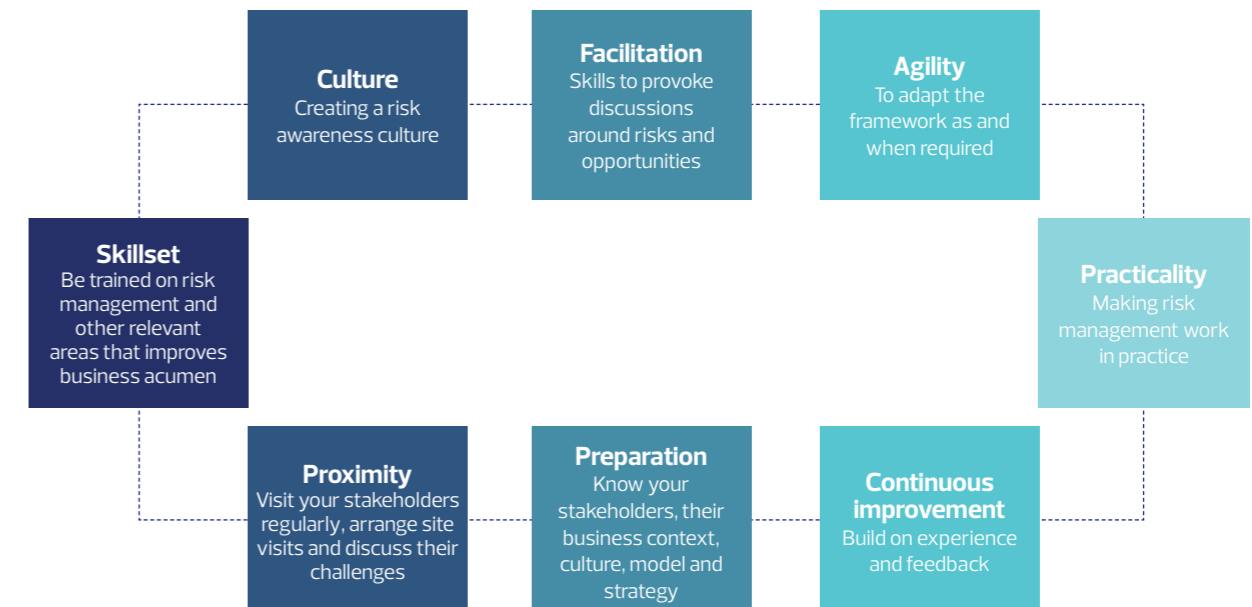 Culture
Creating a risk
awareness culture
Facilitation
Skills to provoke
discussions
around risks and
opportunities
Agility
To adapt the
framework as and
when required
Skillset
Be trained on risk
management and
other relevant
areas that improves
business acumen
Practicality
Making risk
management work
in practice
Proximity
Visit your stakeholders
regularly, arrange site
visits and discuss their
challenges
Preparation
Know your
stakeholders, their
business context,
culture, model and
strategy
Continuous
improvement
Build on experience
and feedback